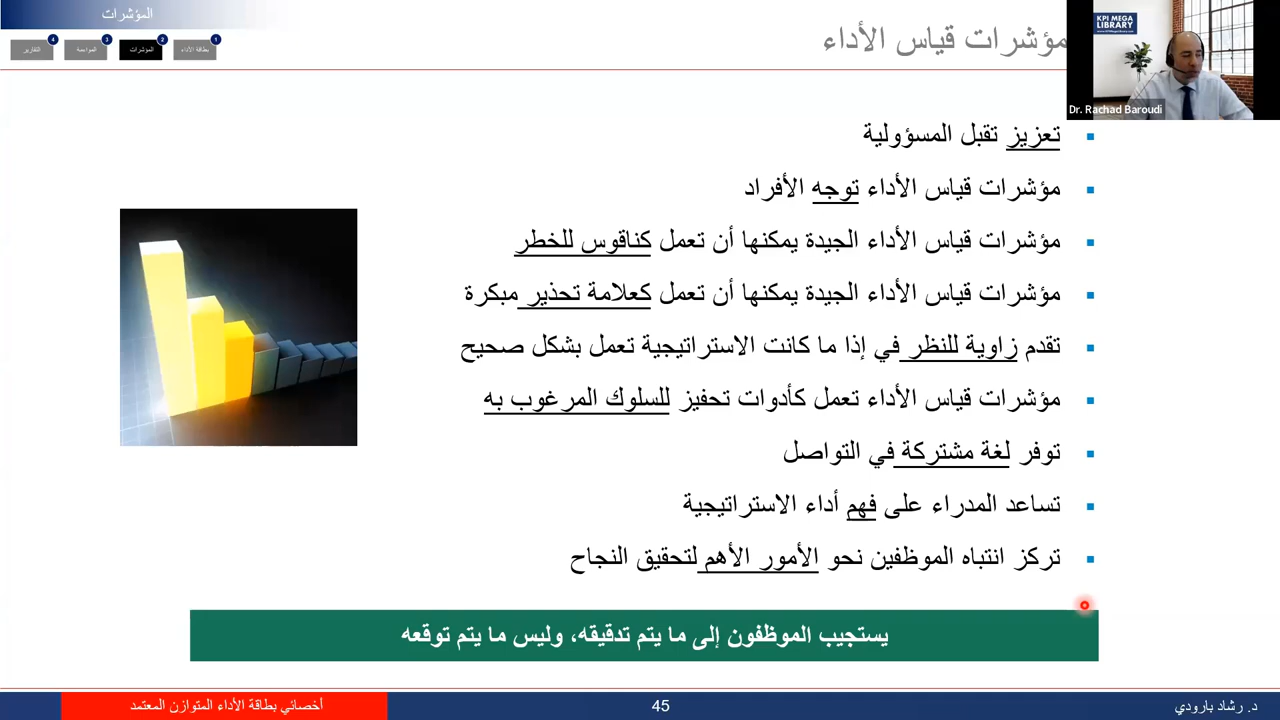 المؤشرات
1
بطاقة الأداء
2
المؤشرات
3
المواءمة
4
التقارير
مؤشرات قياس الأداء
KPI MEGA
LIBRARY
Dr. Rachad Baroudi
تعزيز تقبل المسؤولية
مؤشرات قياس الأداء توجه الأفراد
مؤشرات قياس الأداء الجيدة يمكنها أن تعمل كناقوس للخطر
مؤشرات قياس الأداء الجيدة يمكنها أن تعمل كعلامة تحذير مبكرة
تقدم زاوية للنظر في إذا ما كانت الاستراتيجية تعمل بشكل صحيح
مؤشرات قياس الأداء تعمل كأدوات تحفيز للسلوك المرغوب به
توفر لغة مشتركة في التواصل
تساعد المدراء على فهم أداء الاستراتيجية
تركز انتباه الموظفين نحو الأمور الأهم لتحقيق النجاح
يستجيب الموظفون إلى ما يتم تدقيقه، وليس ما يتم توقعه
د. رشاد بارودي
45
أخصائي بطاقة الأداء المتوازن المعتمد